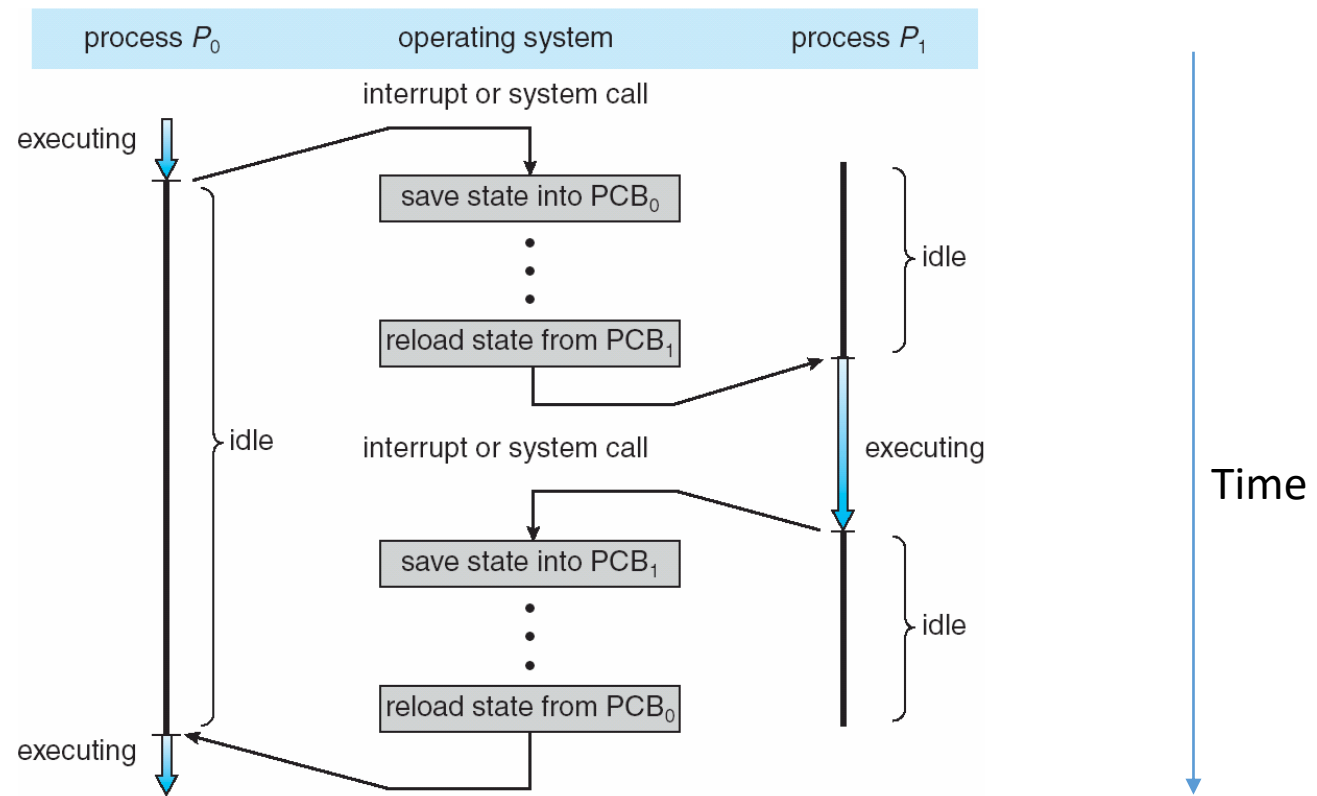 process P0 operating system process P1
interrupt or system call
executing
save state into PCB0
idle
reload state from PCB1
idle
interrupt or system call
executing
Time
save state into PCB1
idle
reload state from PCB0
executing